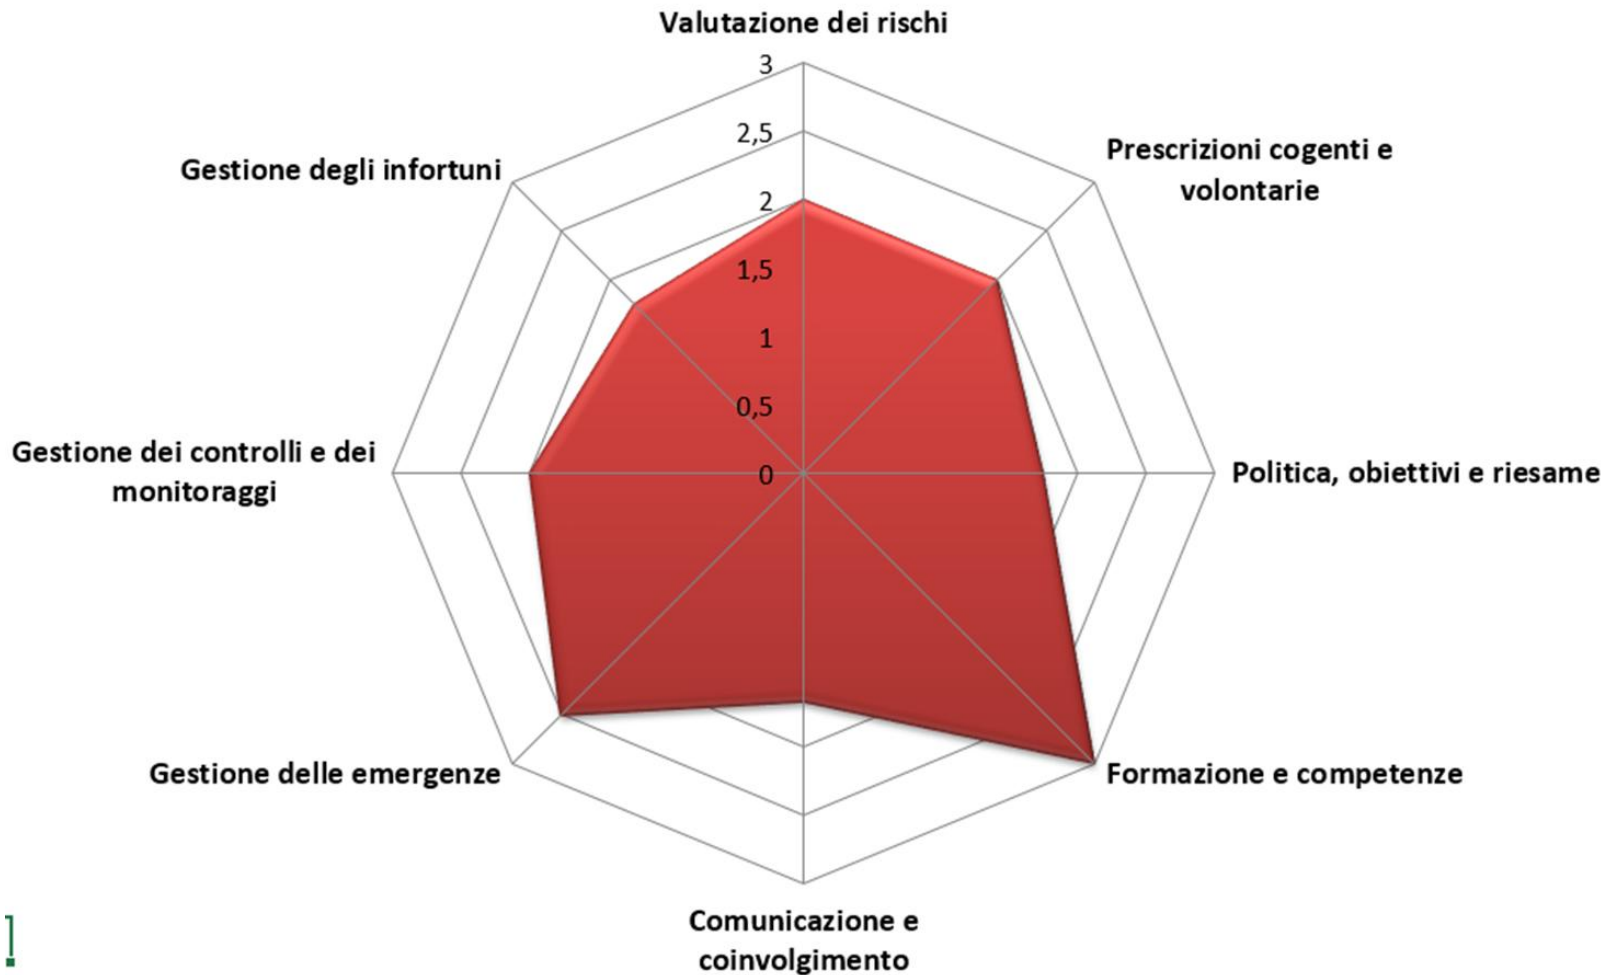 Valutazione dei rischi
3
2,5
2
1,5
1
0,5
0
Prescrizioni cogenti e
volontarie
Politica, obiettivi e riesame
Formazione e competenze
Comunicazione e
coinvolgimento
Gestione delle emergenze
Gestione dei controlli e dei
monitoraggi
Gestione degli infortuni